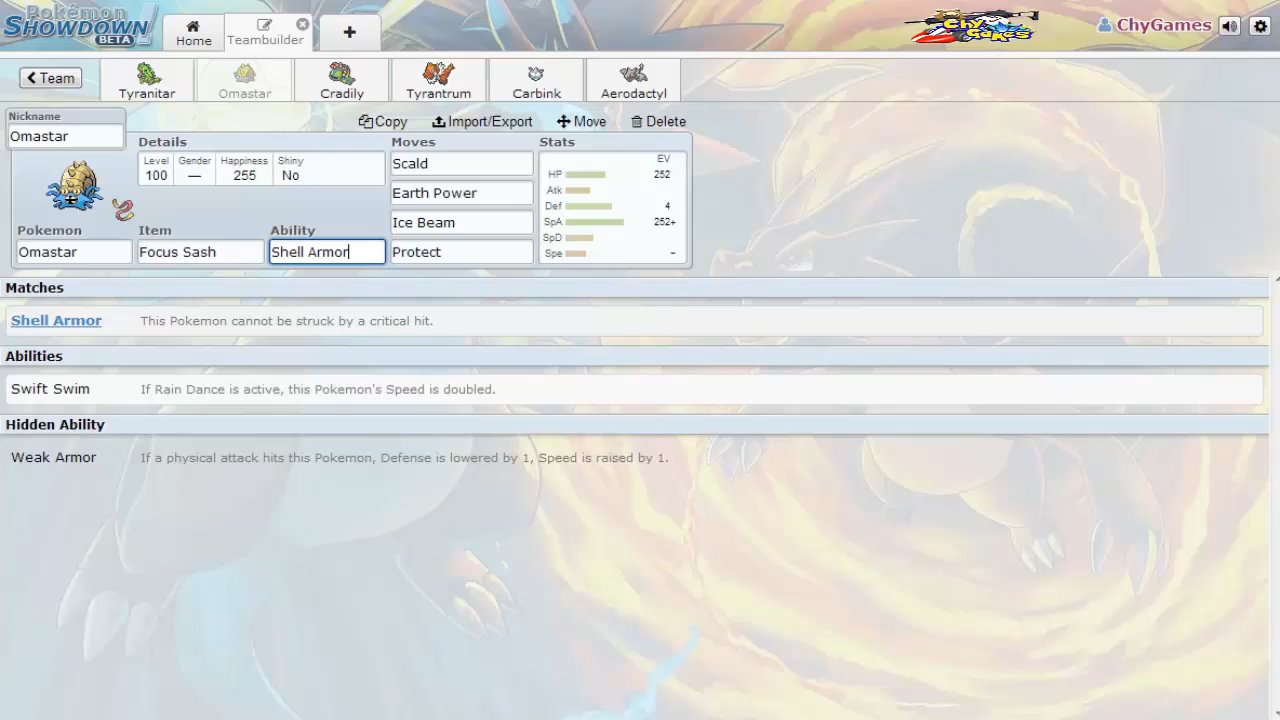 Pokémon
SHOWDOWN!
BETA
Home
Teambuilder
+
Chy
Games
ChyGames
Team
Tyranitar
Omastar
Cradily
Tyrantrum
Carbink
Aerodactyl
Copy
Import/Export
Move
Delete
Nickname
Omastar
Details
Level
100
Gender
—
Happiness
255
Shiny
No
Pokemon
Omastar
Item
Focus Sash
Ability
Shell Armor
Moves
Scald
Earth Power
Ice Beam
Protect
Stats
EV
HP 252
Atk
Def 4
SpA 252+
SpD
Spe -
Matches
Shell Armor This Pokemon cannot be struck by a critical hit.
Abilities
Swift Swim If Rain Dance is active, this Pokemon's Speed is doubled.
Hidden Ability
Weak Armor If a physical attack hits this Pokemon, Defense is lowered by 1, Speed is raised by 1.